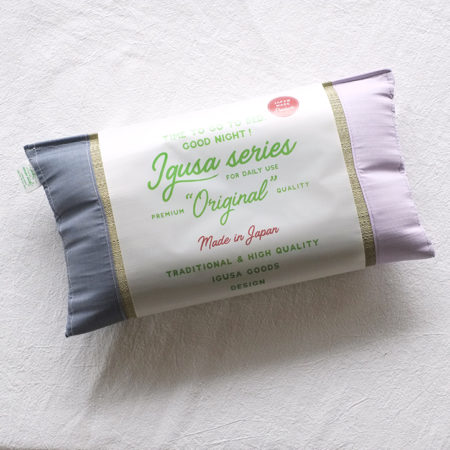 TIME TO GO TO BED
GOOD NIGHT!
Igusa series
FOR DAILY USE
PREMIUM "Original" QUALITY
Made in Japan
TRADITIONAL & HIGH QUALITY
IGUSA GOODS
DESIGN